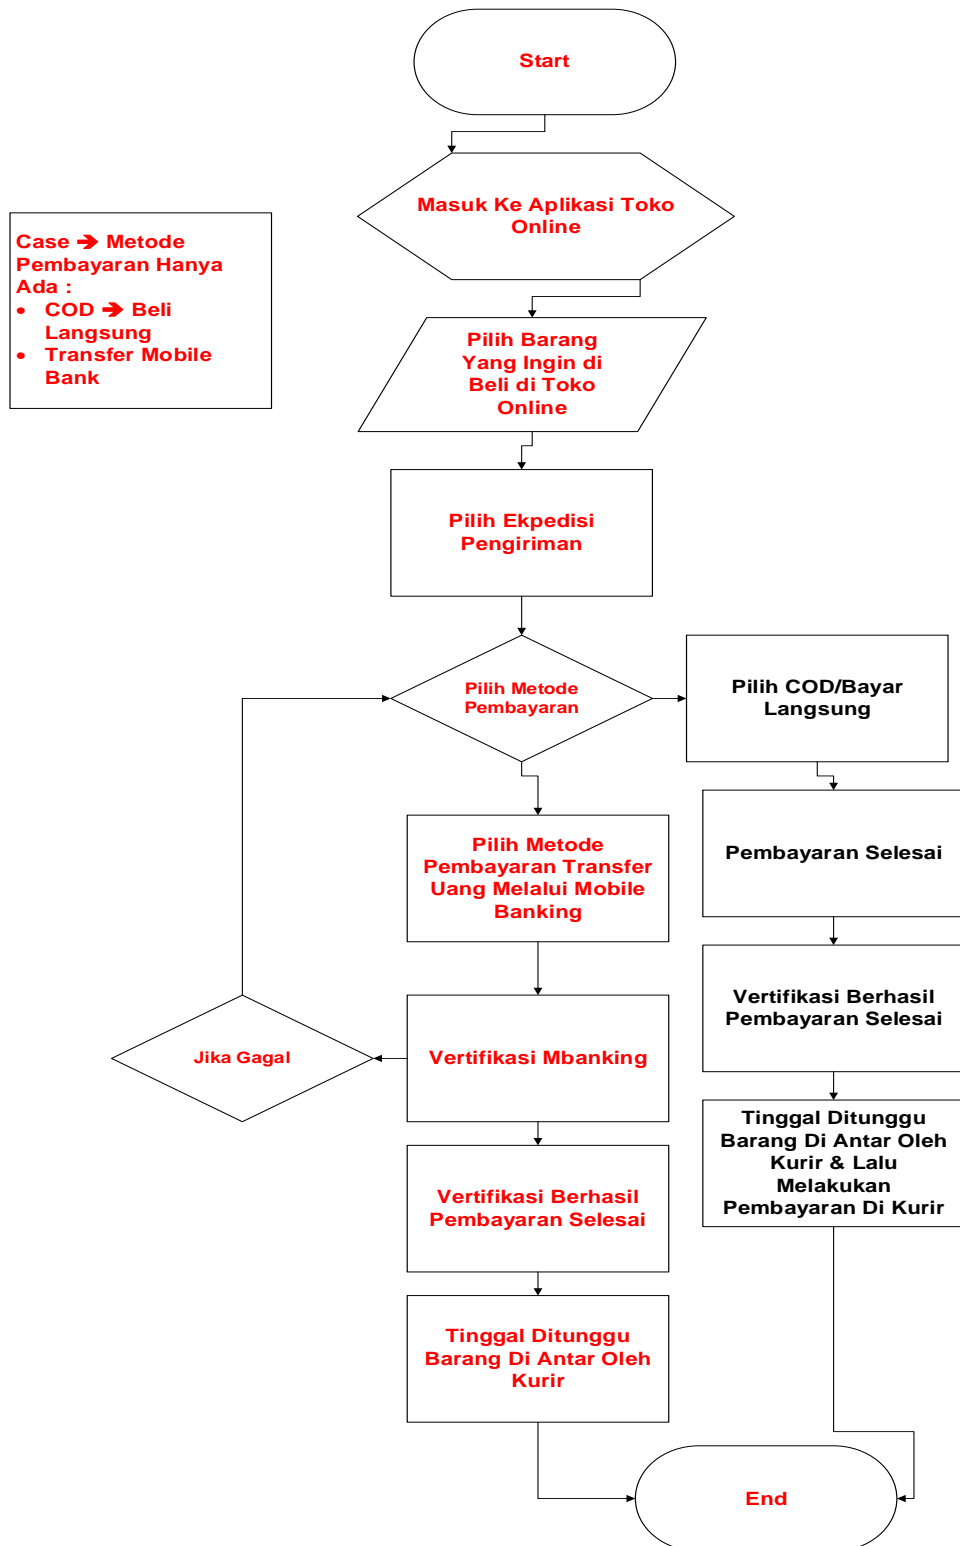 Start
Masuk Ke Aplikasi Toko
Online
Case ➔ Metode
Pembayaran Hanya
Ada :
• COD ➔ Beli
Langsung
• Transfer Mobile
Bank
Pilih Barang
Yang Ingin di
Beli di Toko
Online
Pilih Ekpedisi
Pengiriman
Pilih Metode
Pembayaran
Pilih COD/Bayar
Langsung
Pilih Metode
Pembayaran Transfer
Uang Melalui Mobile
Banking
Pembayaran Selesai
Vertifikasi Berhasil
Pembayaran Selesai
Jika Gagal
Vertifikasi Mbanking
Tinggal Ditunggu
Barang Di Antar Oleh
Kurir & Lalu
Melakukan
Pembayaran Di Kurir
Vertifikasi Berhasil
Pembayaran Selesai
Tinggal Ditunggu
Barang Di Antar Oleh
Kurir
End